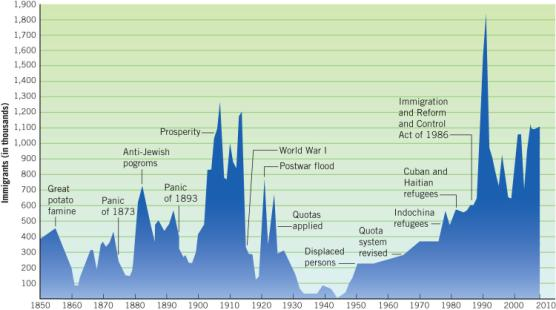 1,900
1,800
1,700
1,600
1,500
1,400
1,300
1,200
1,100
1,000
900
800
700
600
500
400
300
200
100
Immigrants (in thousands)
Great
potato
famine
Panic
of 1873
Anti-Jewish
pogroms
Panic
of 1893
Prosperity
World War I
Postwar flood
Quotas
applied
Displaced
persons
Quota
system
revised
Indochina
refugees
Cuban and
Haitian
refugees
Immigration
and Reform
and Control
Act of 1986
1850 1860 1870 1880 1890 1900 1910 1920 1930 1940 1950 1960 1970 1980 1990 2000 2010